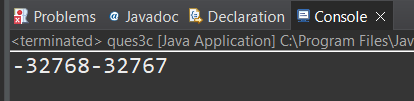 Problems @ Javadoc Declaration Console
<terminated> ques3c [Java Application] C:\Program Files\Jav
-32768-32767